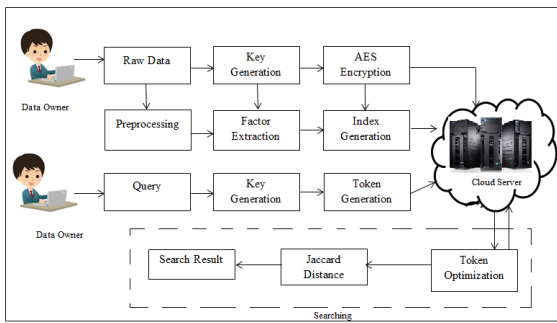 Raw Data
Key
Generation
AES
Encryption
Data Owner
Preprocessing
Factor
Extraction
Index
Generation
Cloud Server
Query
Key
Generation
Token
Generation
Data Owner
Search Result
Jaccard
Distance
Token
Optimization
Searching